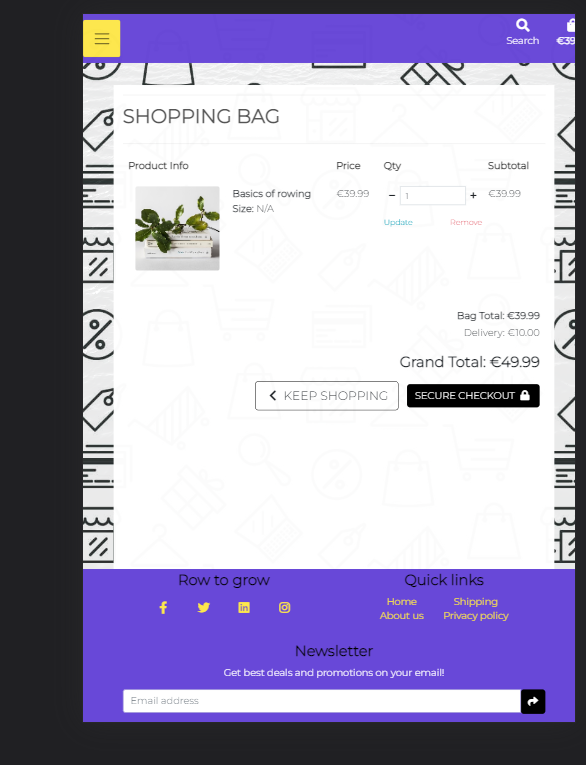 Search
€39
SHOPPING BAG
Product Info Price Qty Subtotal
Basics of rowing €39.99 − 1 + €39.99
Size: N/A
Update Remove
Bag Total: €39.99
Delivery: €10.00
Grand Total: €49.99
KEEP SHOPPING SECURE CHECKOUT
Row to grow Quick links
Home Shipping
About us Privacy policy
Newsletter
Get best deals and promotions on your email!
Email address